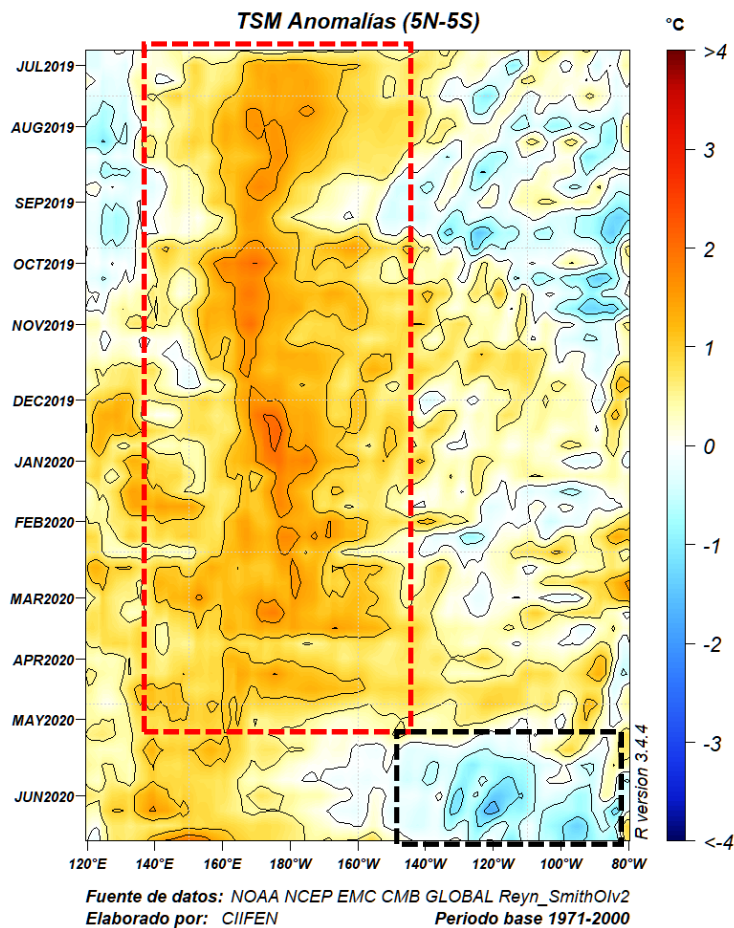 TSM Anomalías (5N-5S)
°C
>4
3
2
1
0
-1
-2
-3
<-4
JUL2019
AUG2019
SEP2019
OCT2019
NOV2019
DEC2019
JAN2020
FEB2020
MAR2020
APR2020
MAY2020
JUN2020
R version 3.4.4
120°E 140°E 160°E 180°W 160°W 140°W 120°W 100°W 80°W
Fuente de datos: NOAA NCEP EMC CMB GLOBAL Reyn_SmithOIv2
Elaborado por: CIIFEN Periodo base 1971-2000